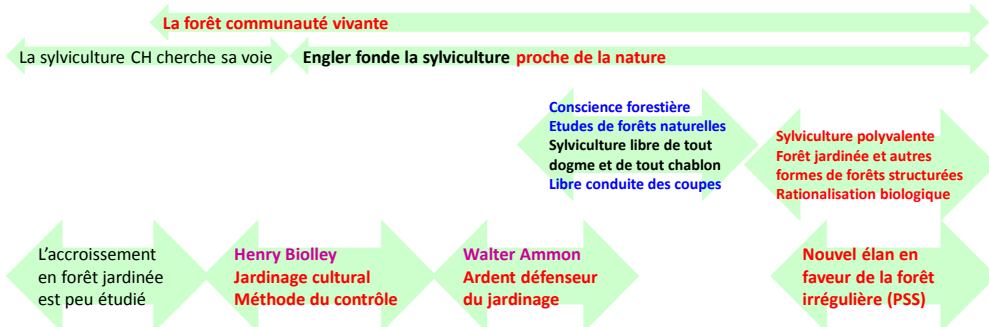 La forêt communauté vivante
La sylviculture CH cherche sa voie
Engler fonde la sylviculture proche de la nature
Conscience forestière
Etudes de forêts naturelles
Sylviculture libre de tout
dogme et de tout chablon
Libre conduite des coupes
Sylviculture polyvalente
Forêt jardinée et autres
formes de forêts structurées
Rationalisation biologique
L'accroissement
en forêt jardinée
est peu étudié
Henry Biolley
Jardinage cultural
Méthode du contrôle
Walter Ammon
Ardent défenseur
du jardinage
Nouvel élan en
faveur de la forêt
irrégulière (PSS)